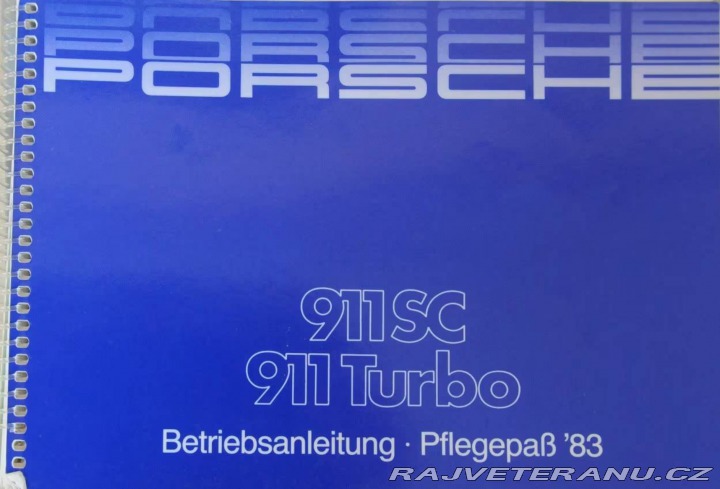 PORSCHE
PORSCHE
PORSCHE
911 SC
911 Turbo
Betriebsanleitung · Pflegepaß '83
RAJVETERANU.CZ